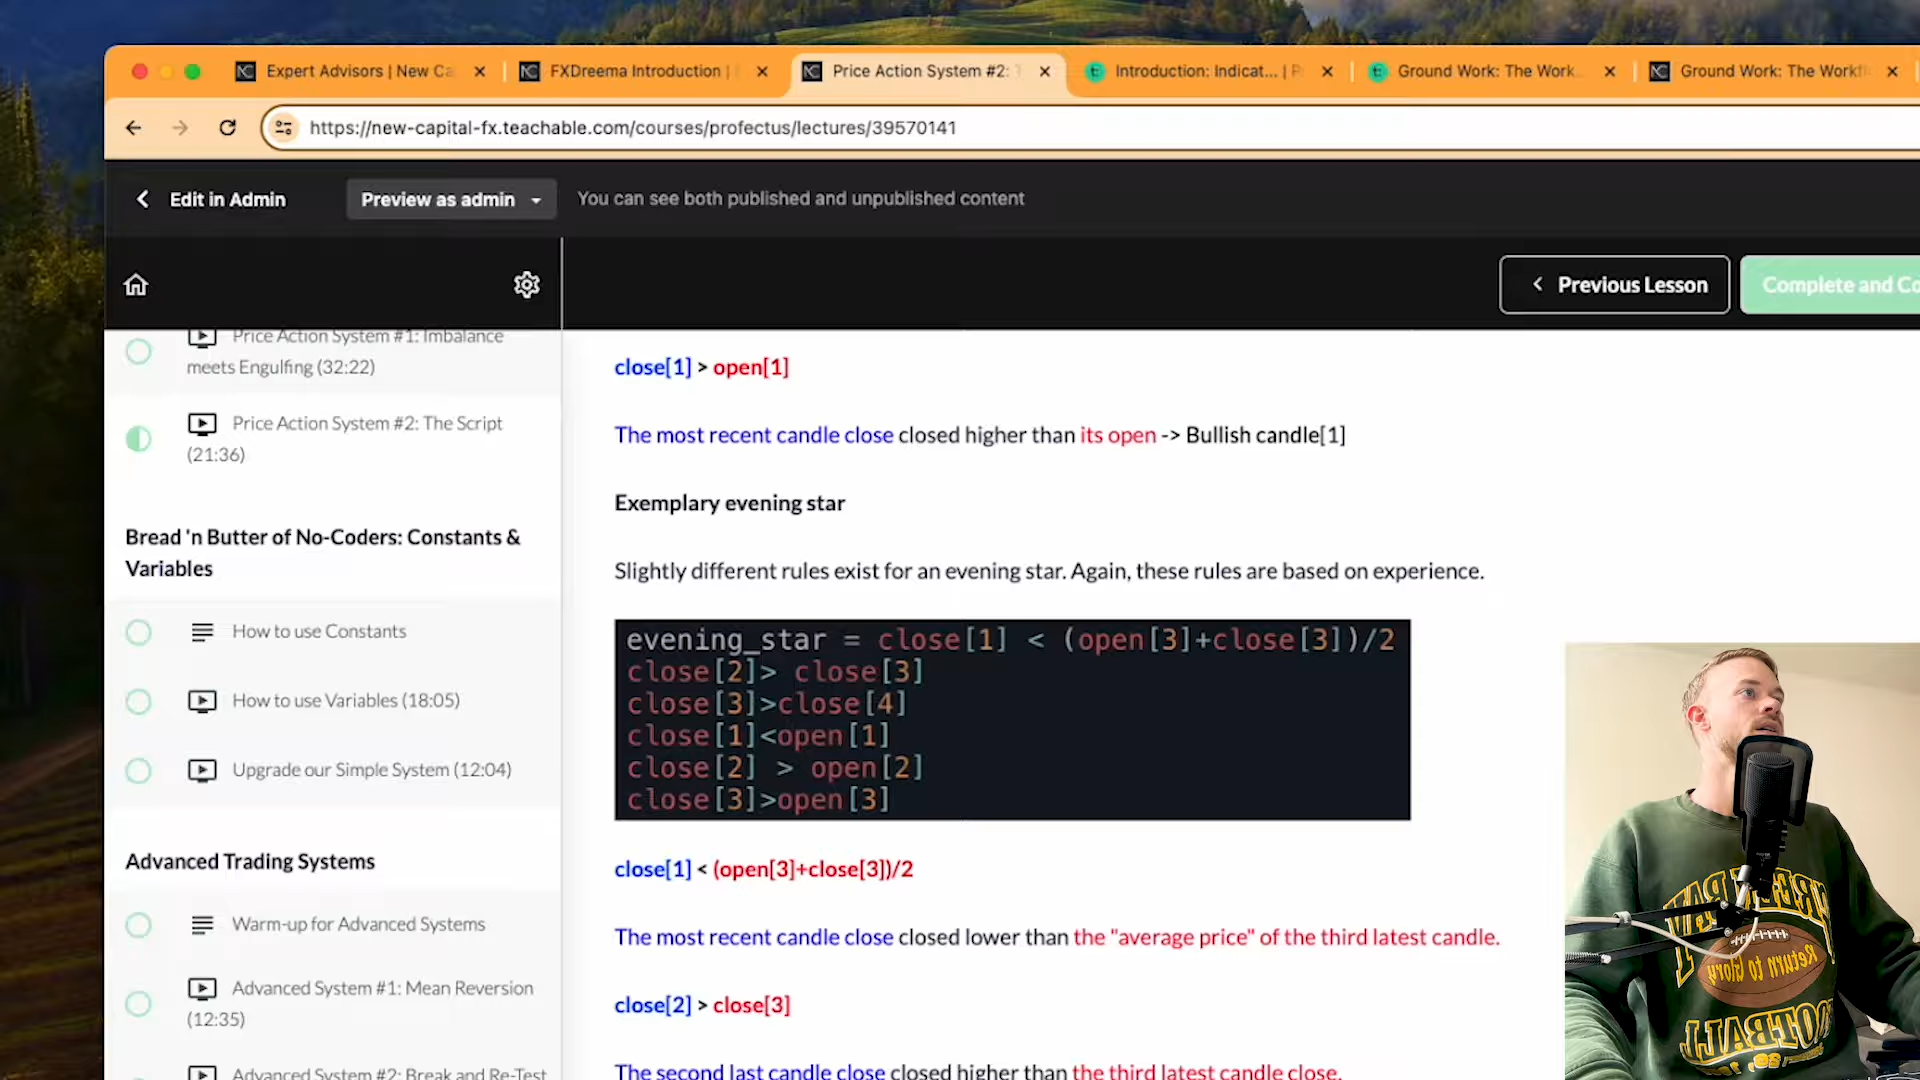 Expert Advisors | New Ca
FXDreema Introduction |
Price Action System #2:
Introduction: Indicat... | P
Ground Work: The Work
Ground Work: The Workfl
https://new-capital-fx.teachable.com/courses/profectus/lectures/39570141
Edit in Admin
Preview as admin
You can see both published and unpublished content
Previous Lesson
Complete and Co
Price Action System #1: Imbalance
meets Engulfing (32:22)
Price Action System #2: The Script
(21:36)
Bread 'n Butter of No-Coders: Constants &
Variables
How to use Constants
How to use Variables (18:05)
Upgrade our Simple System (12:04)
Advanced Trading Systems
Warm-up for Advanced Systems
Advanced System #1: Mean Reversion
(12:35)
Advanced System #2: Break and Re-Test
close[1] > open[1]
The most recent candle close closed higher than its open -> Bullish candle[1]
Exemplary evening star
Slightly different rules exist for an evening star. Again, these rules are based on experience.
evening_star = close[1] < (open[3]+close[3])/2
close[2]> close[3]
close[3]>close[4]
close[1]<open[1]
close[2] > open[2]
close[3]>open[3]
close[1] < (open[3]+close[3])/2
The most recent candle close closed lower than the "average price" of the third latest candle.
close[2] > close[3]
The second last candle close closed higher than the third latest candle close.
Return to Glory
FOOTBALL